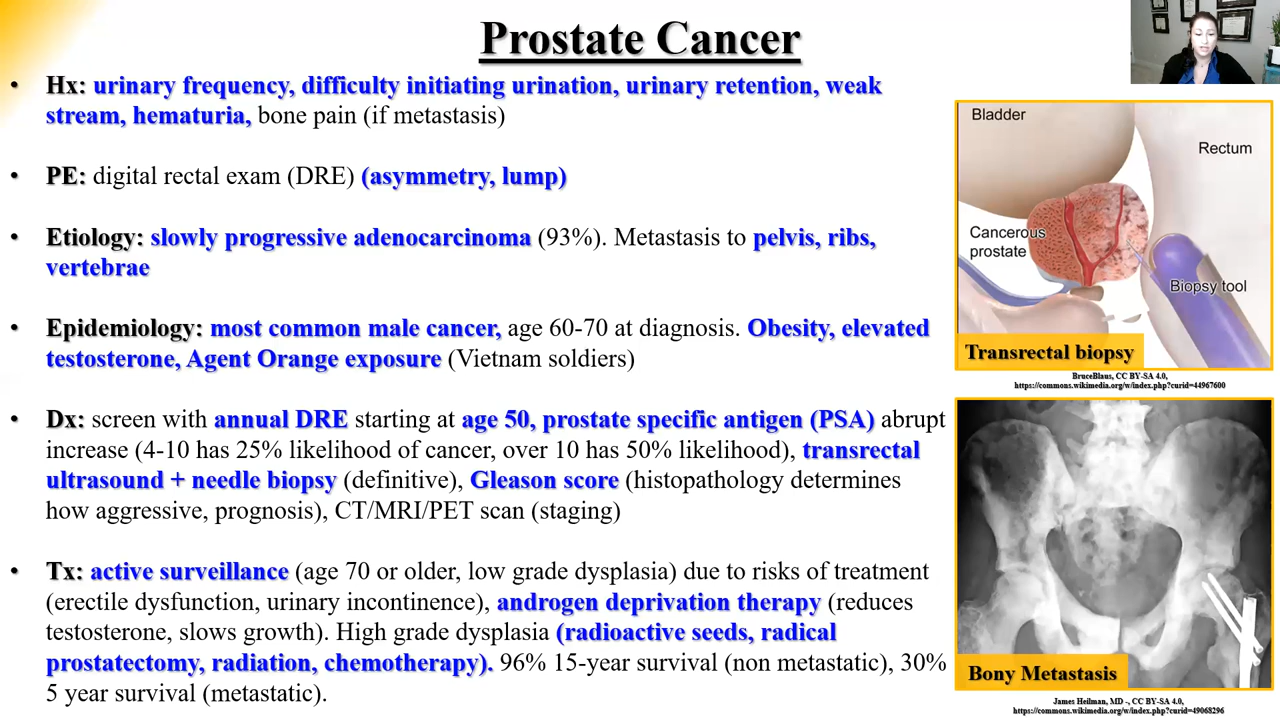 Prostate Cancer
• Hx: urinary frequency, difficulty initiating urination, urinary retention, weak
stream, hematuria, bone pain (if metastasis)
• PE: digital rectal exam (DRE) (asymmetry, lump)
• Etiology: slowly progressive adenocarcinoma (93%). Metastasis to pelvis, ribs,
vertebrae
• Epidemiology: most common male cancer, age 60-70 at diagnosis. Obesity, elevated
testosterone, Agent Orange exposure (Vietnam soldiers)
• Dx: screen with annual DRE starting at age 50, prostate specific antigen (PSA) abrupt
increase (4-10 has 25% likelihood of cancer, over 10 has 50% likelihood), transrectal
ultrasound + needle biopsy (definitive), Gleason score (histopathology determines
how aggressive, prognosis), CT/MRI/PET scan (staging)
• Tx: active surveillance (age 70 or older, low grade dysplasia) due to risks of treatment
(erectile dysfunction, urinary incontinence), androgen deprivation therapy (reduces
testosterone, slows growth). High grade dysplasia (radioactive seeds, radical
prostatectomy, radiation, chemotherapy). 96% 15-year survival (non metastatic), 30%
5 year survival (metastatic).
Bladder
Rectum
Cancerous
prostate
Biopsy tool
Transrectal biopsy
BruceBlaus, CC BY-SA 4.0,
https://commons.wikimedia.org/w/index.php?curid=44967600
Bony Metastasis
James Heilman, MD -, CC BY-SA 4.0,
https://commons.wikimedia.org/w/index.php?curid=49068296